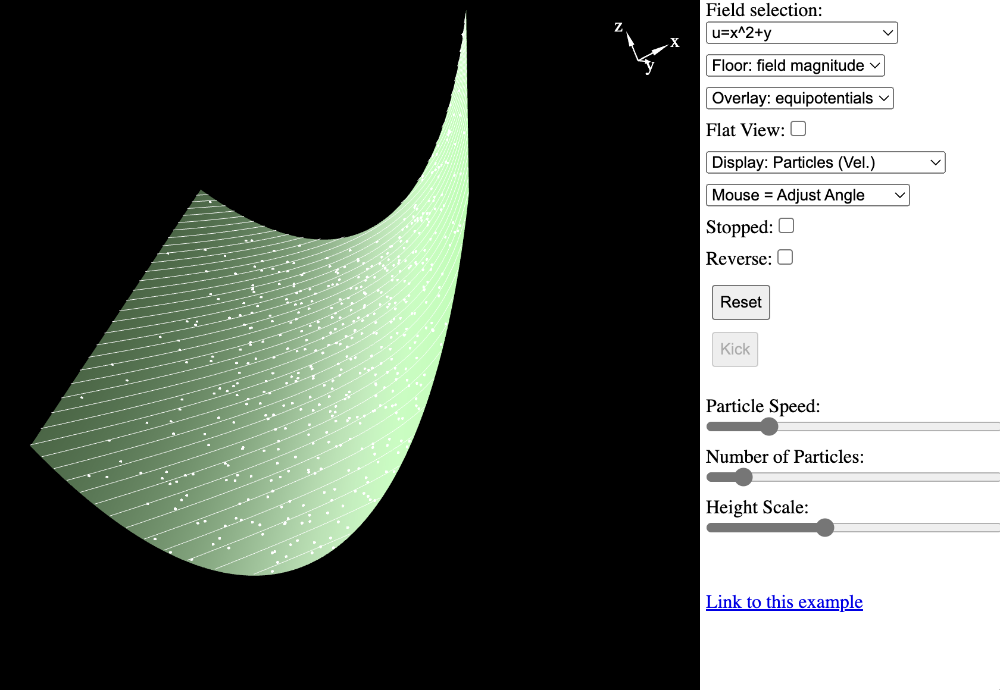 z
x
y
Field selection:
u=x^2+y
Floor: field magnitude
Overlay: equipotentials
Flat View:
Display: Particles (Vel.)
Mouse = Adjust Angle
Stopped:
Reverse:
Reset
Kick
Particle Speed:
Number of Particles:
Height Scale:
Link to this example